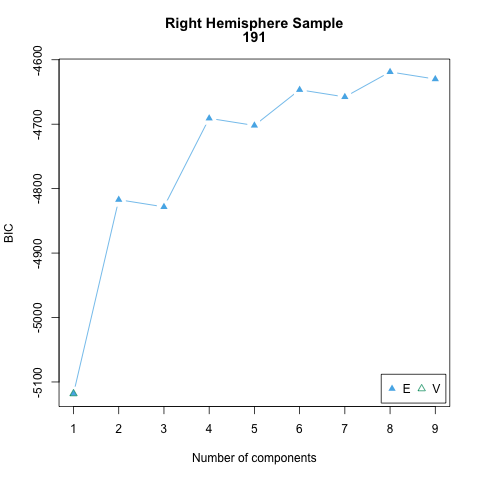 Right Hemisphere Sample
191
BIC
-4600
-4700
-4800
-4900
-5000
-5100
1 2 3 4 5 6 7 8 9
E V
Number of components